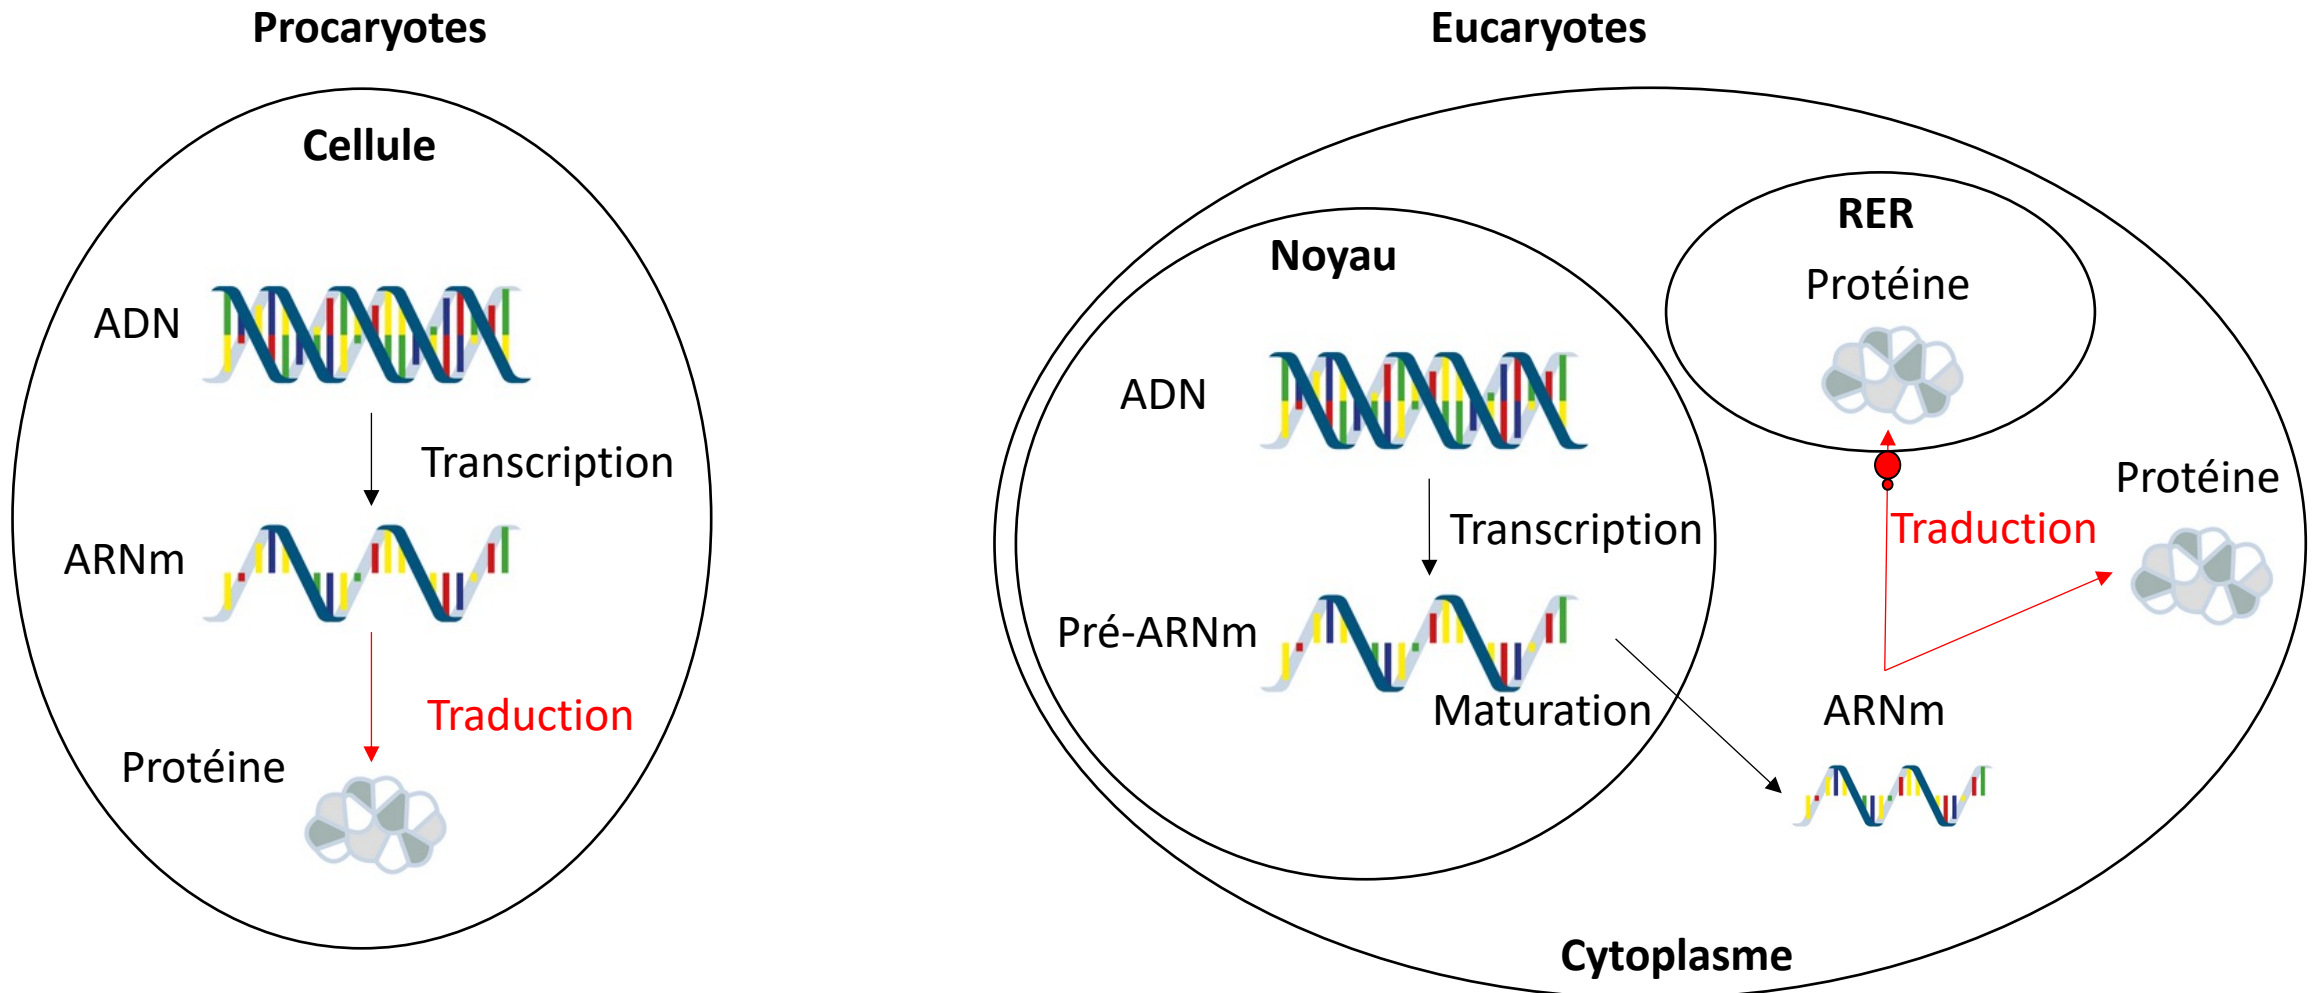 Procaryotes
Cellule
ADN
Transcription
ARNm
Traduction
Protéine
Eucaryotes
Noyau
ADN
Transcription
Pré-ARNm
Maturation
RER
Protéine
Traduction
Protéine
ARNm
Cytoplasme